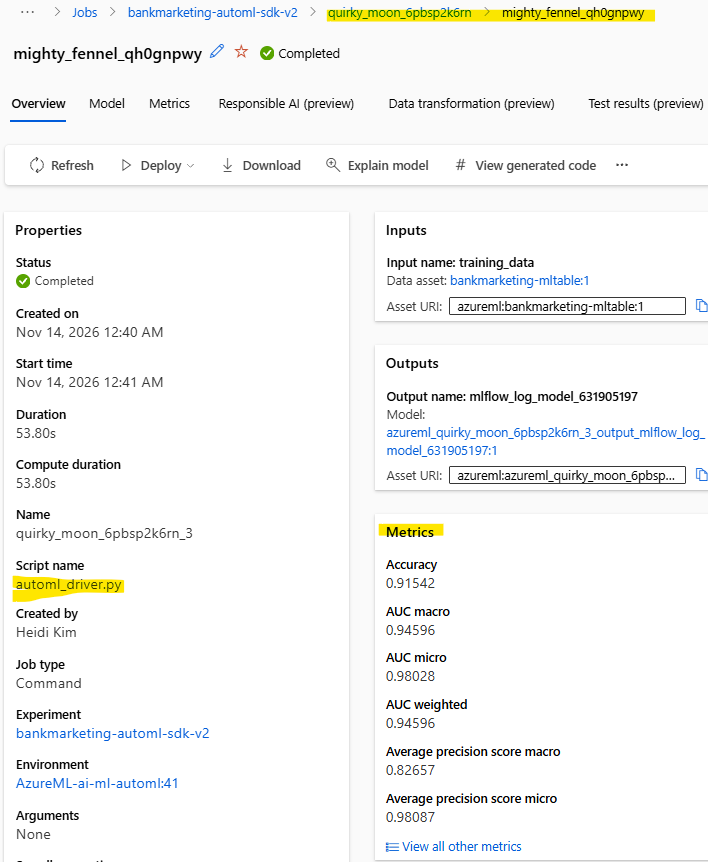 ··· > Jobs > bankmarketing-automl-sdk-v2 > quirky_moon_6pbsp2k6rn > mighty_fennel_qh0gnpwy
mighty_fennel_qh0gnpwy Completed
Overview Model Metrics Responsible AI (preview) Data transformation (preview) Test results (preview)
Refresh Deploy Download Explain model # View generated code ···
Properties
Status
Completed
Created on
Nov 14, 2026 12:40 AM
Start time
Nov 14, 2026 12:41 AM
Duration
53.80s
Compute duration
53.80s
Name
quirky_moon_6pbsp2k6rn_3
Script name
automl_driver.py
Created by
Heidi Kim
Job type
Command
Experiment
bankmarketing-automl-sdk-v2
Environment
AzureML-ai-ml-automl:41
Arguments
None
Inputs
Input name: training_data
Data asset: bankmarketing-mltable:1
Asset URI: azureml:bankmarketing-mltable:1
Outputs
Output name: mlflow_log_model_631905197
Model:
azureml_quirky_moon_6pbsp2k6rn_3_output_mlflow_log_
model_631905197:1
Asset URI: azureml:azureml_quirky_moon_6pbsp...
Metrics
Accuracy
0.91542
AUC macro
0.94596
AUC micro
0.98028
AUC weighted
0.94596
Average precision score macro
0.82657
Average precision score micro
0.98087
View all other metrics